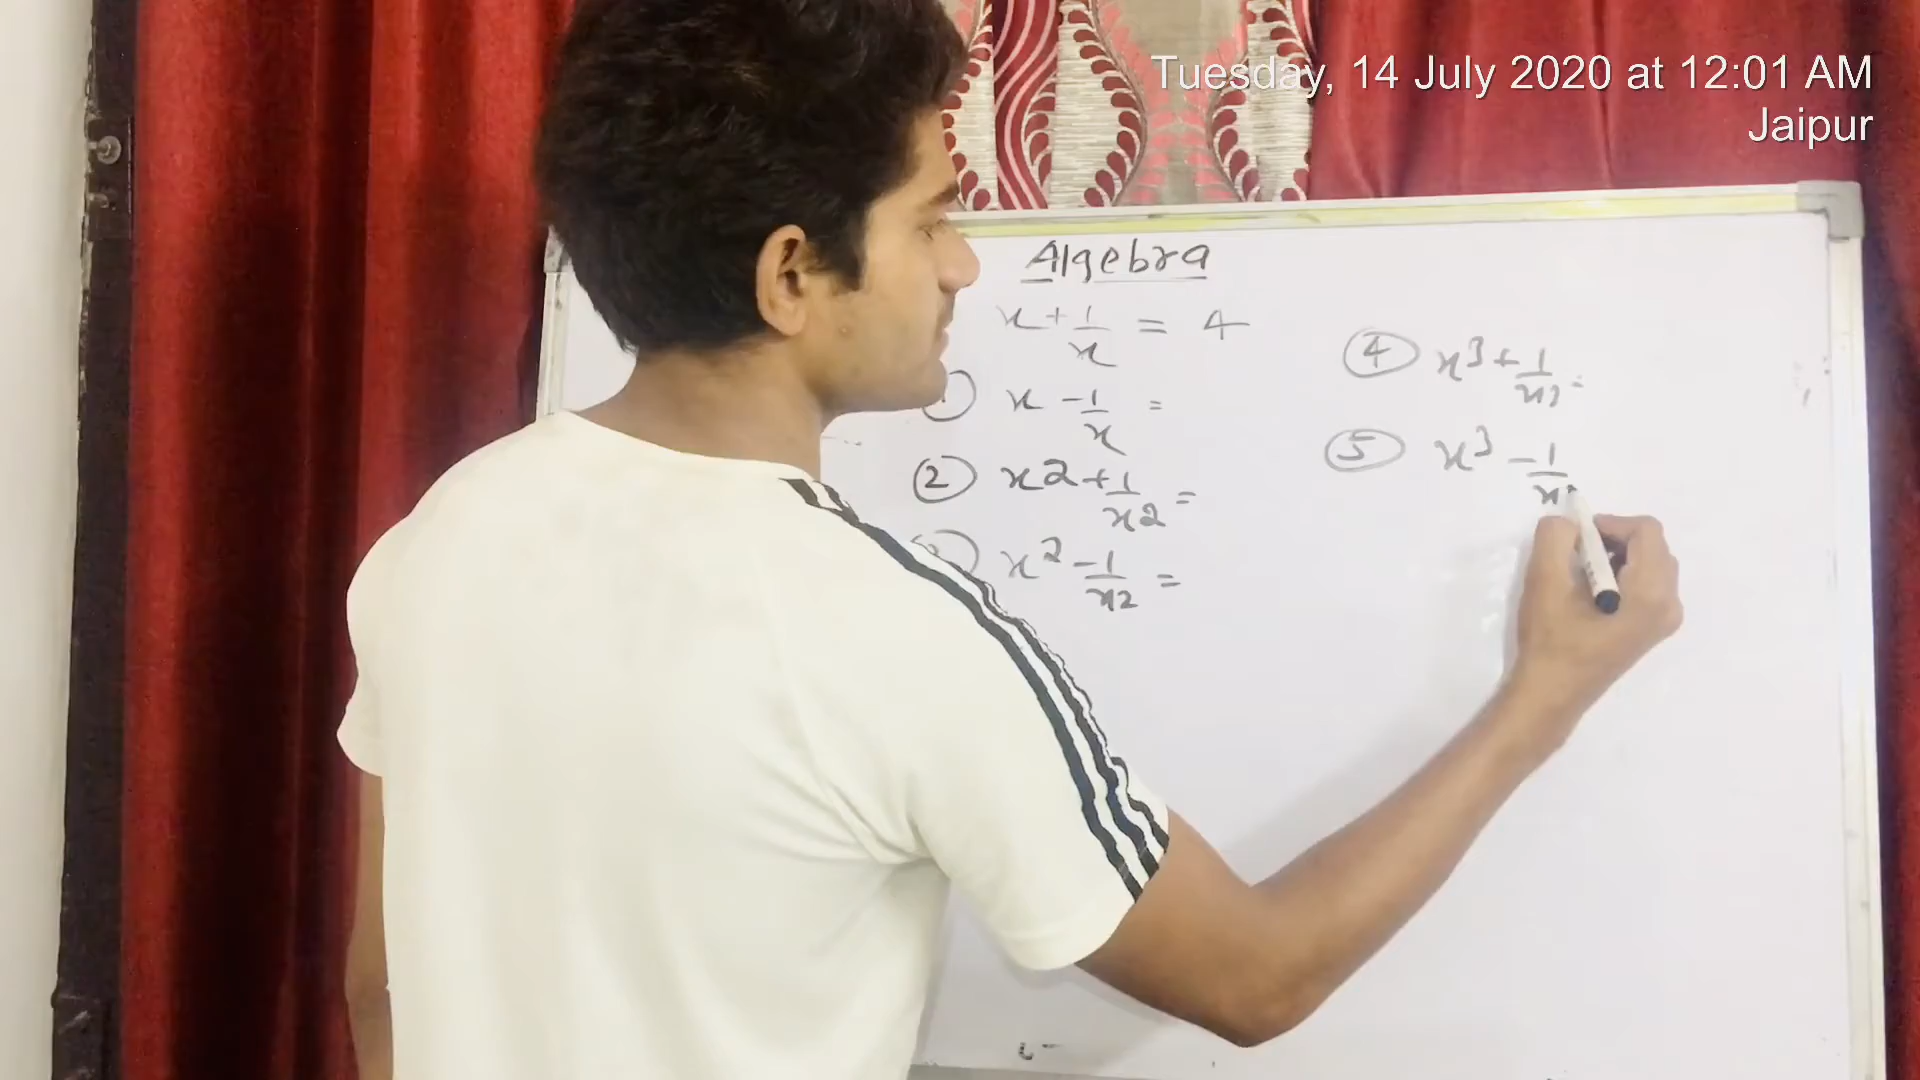 Tuesday, 14 July 2020 at 12:01 AM
Jaipur
Algebra
x + 1/x = 4
① x - 1/x =
② x2 + 1/x2 =
x² - 1/x2 =
④ x³ + 1/x3 =
⑤ x³ - 1/x